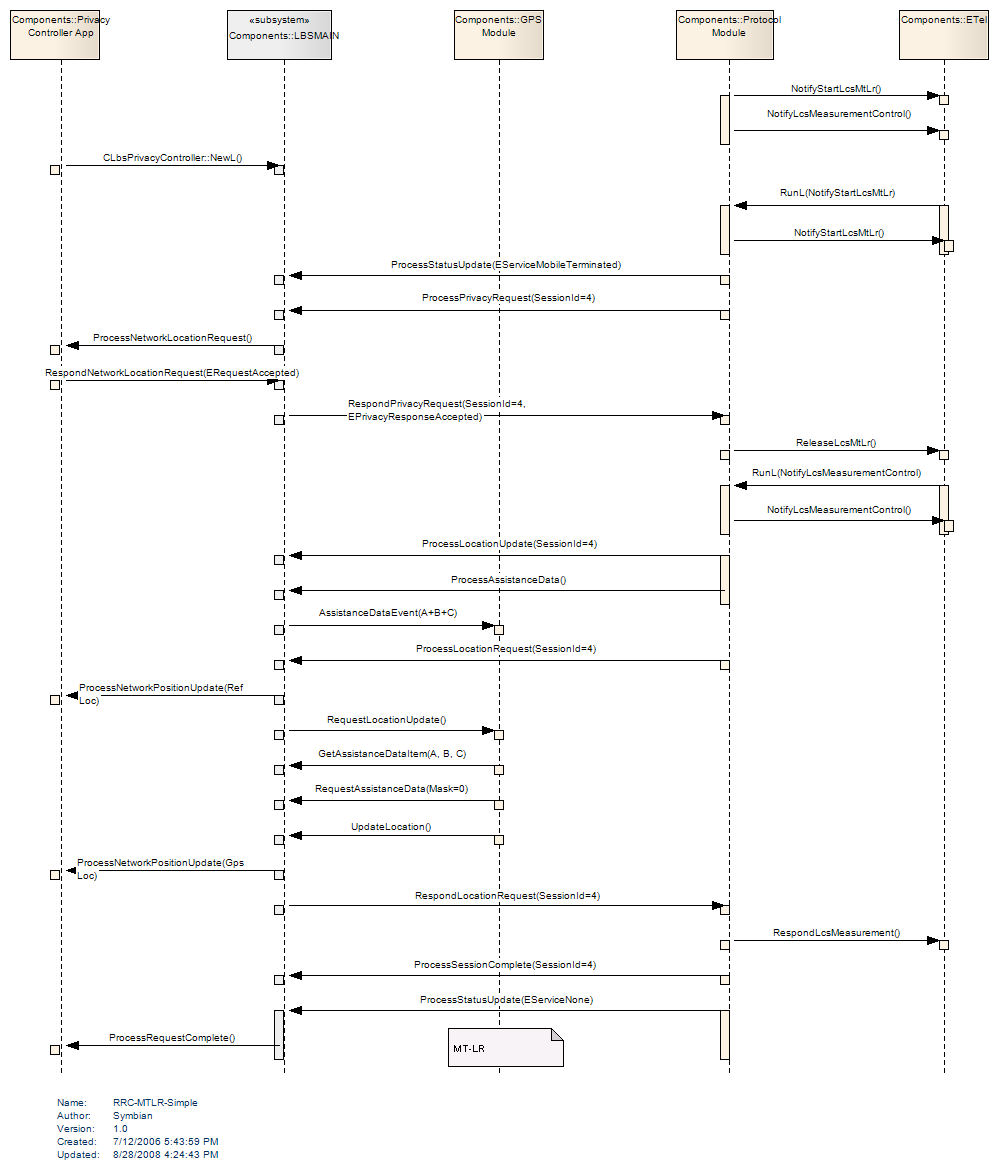 Components::Privacy
Controller App
«subsystem»
Components::LBSMAIN
Components::GPS
Module
Components::Protocol
Module
Components::ETel
NotifyStartLcsMtLr()
NotifyLcsMeasurementControl()
CLbsPrivacyController::NewL()
RunL(NotifyStartLcsMtLr)
NotifyStartLcsMtLr()
ProcessStatusUpdate(EServiceMobileTerminated)
ProcessPrivacyRequest(SessionId=4)
ProcessNetworkLocationRequest()
RespondNetworkLocationRequest(ERequestAccepted)
RespondPrivacyRequest(SessionId=4,
EPrivacyResponseAccepted)
ReleaseLcsMtLr()
RunL(NotifyLcsMeasurementControl)
NotifyLcsMeasurementControl()
ProcessLocationUpdate(SessionId=4)
ProcessAssistanceData()
AssistanceDataEvent(A+B+C)
ProcessLocationRequest(SessionId=4)
ProcessNetworkPositionUpdate(Ref
Loc)
RequestLocationUpdate()
GetAssistanceDataItem(A, B, C)
RequestAssistanceData(Mask=0)
UpdateLocation()
ProcessNetworkPositionUpdate(Gps
Loc)
RespondLocationRequest(SessionId=4)
RespondLcsMeasurement()
ProcessSessionComplete(SessionId=4)
ProcessStatusUpdate(EServiceNone)
ProcessRequestComplete()
MT-LR
Name: RRC-MTLR-Simple
Author: Symbian
Version: 1.0
Created: 7/12/2006 5:43:59 PM
Updated: 8/28/2008 4:24:43 PM